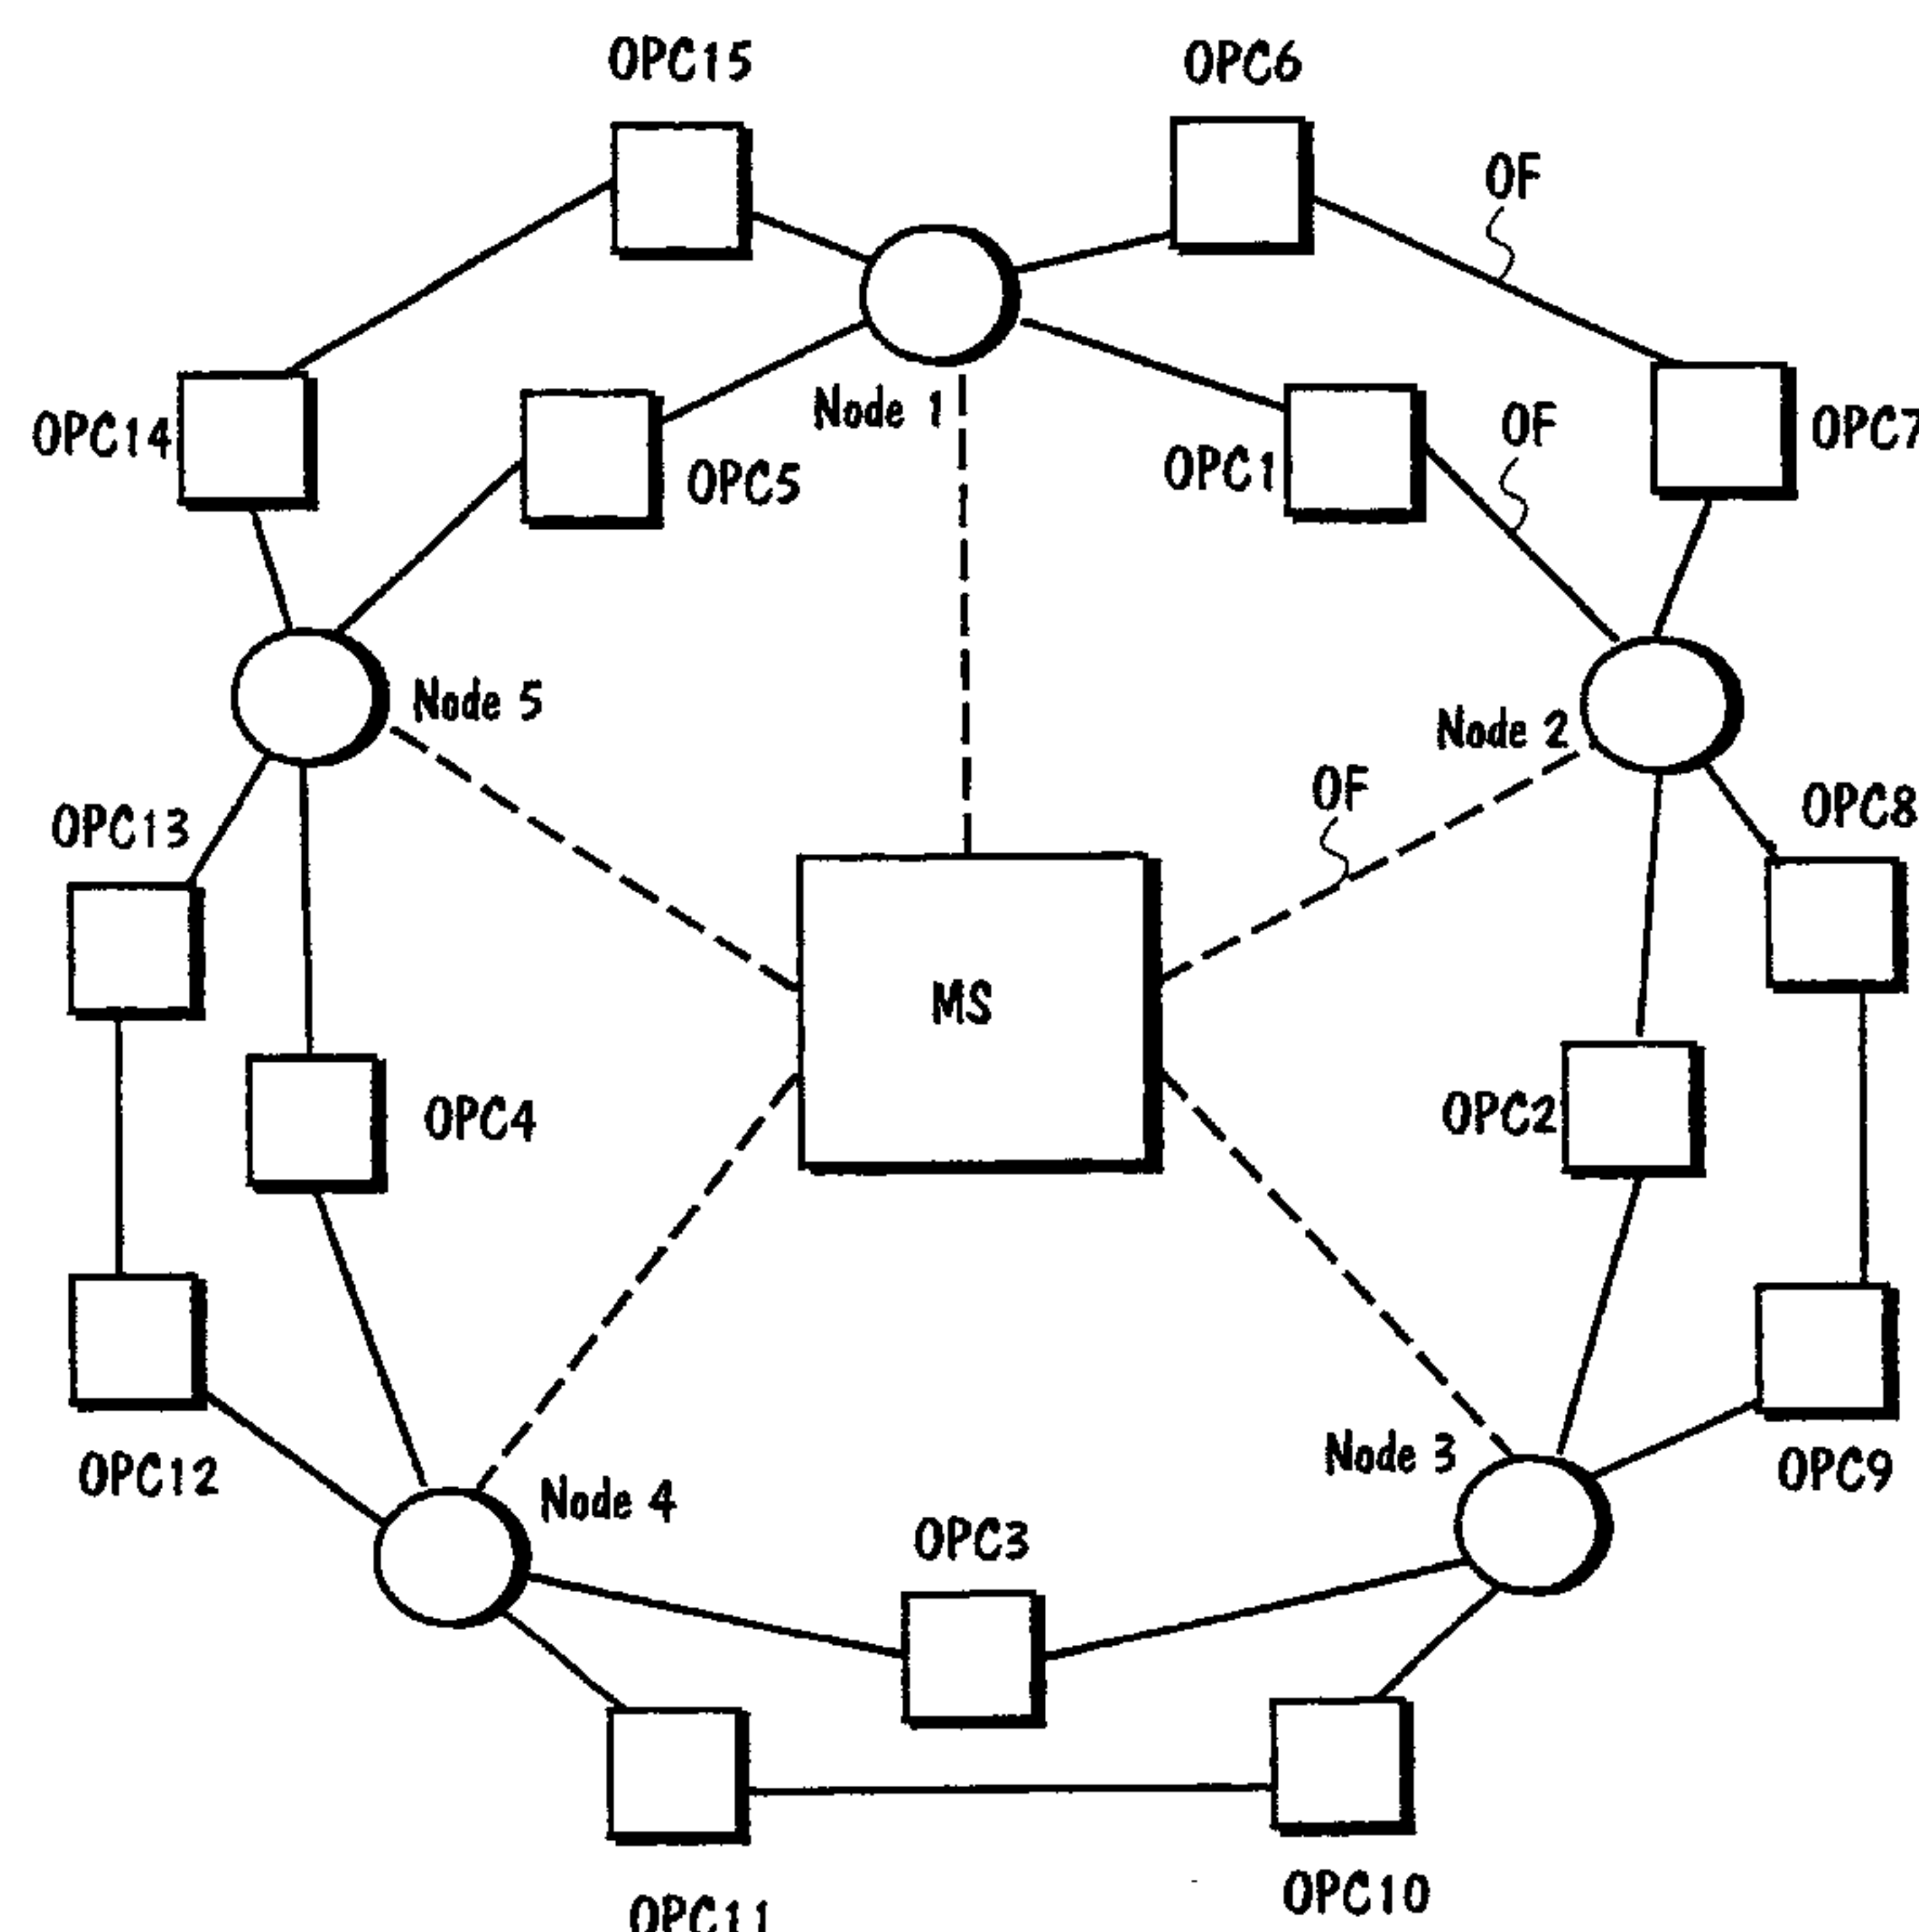 OPC15
OPC6
OF
OPC14
Node 1
OF
OPC7
OPC5
OPC1
Node 5
Node 2
OF
OPC13
OPC8
MS
OPC4
OPC2
OPC12
Node 4
Node 3
OPC9
OPC3
OPC10
OPC11